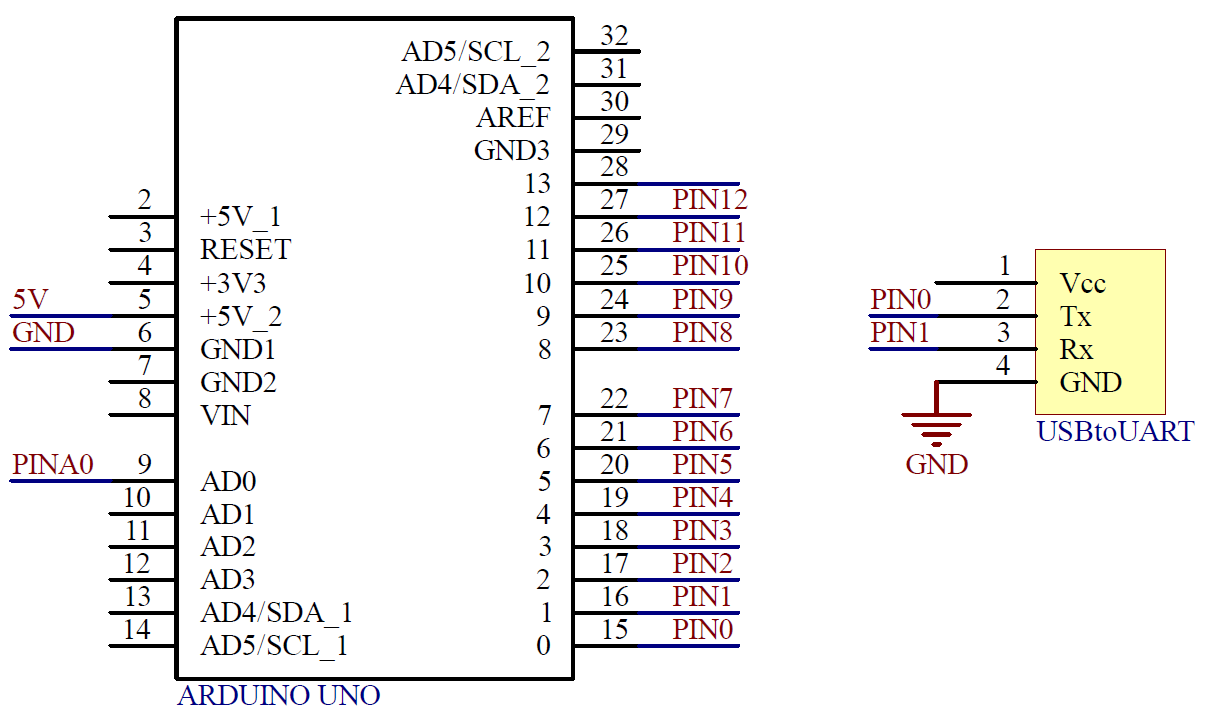 32
AD5/SCL_2
31
AD4/SDA_2
30
AREF
29
GND3
28
13
2
+5V_1
27
PIN12
12
3
RESET
26
PIN11
11
4
+3V3
25
PIN10
10
5V
5
+5V_2
24
PIN9
9
GND
6
GND1
23
PIN8
8
7
GND2
8
VIN
22
PIN7
7
21
PIN6
6
PINA0
9
AD0
20
PIN5
5
10
AD1
19
PIN4
4
11
AD2
18
PIN3
3
12
AD3
17
PIN2
2
13
AD4/SDA_1
16
PIN1
1
14
AD5/SCL_1
15
PIN0
0
ARDUINO UNO
1
Vcc
PIN0
2
Tx
PIN1
3
Rx
4
GND
USBtoUART
GND